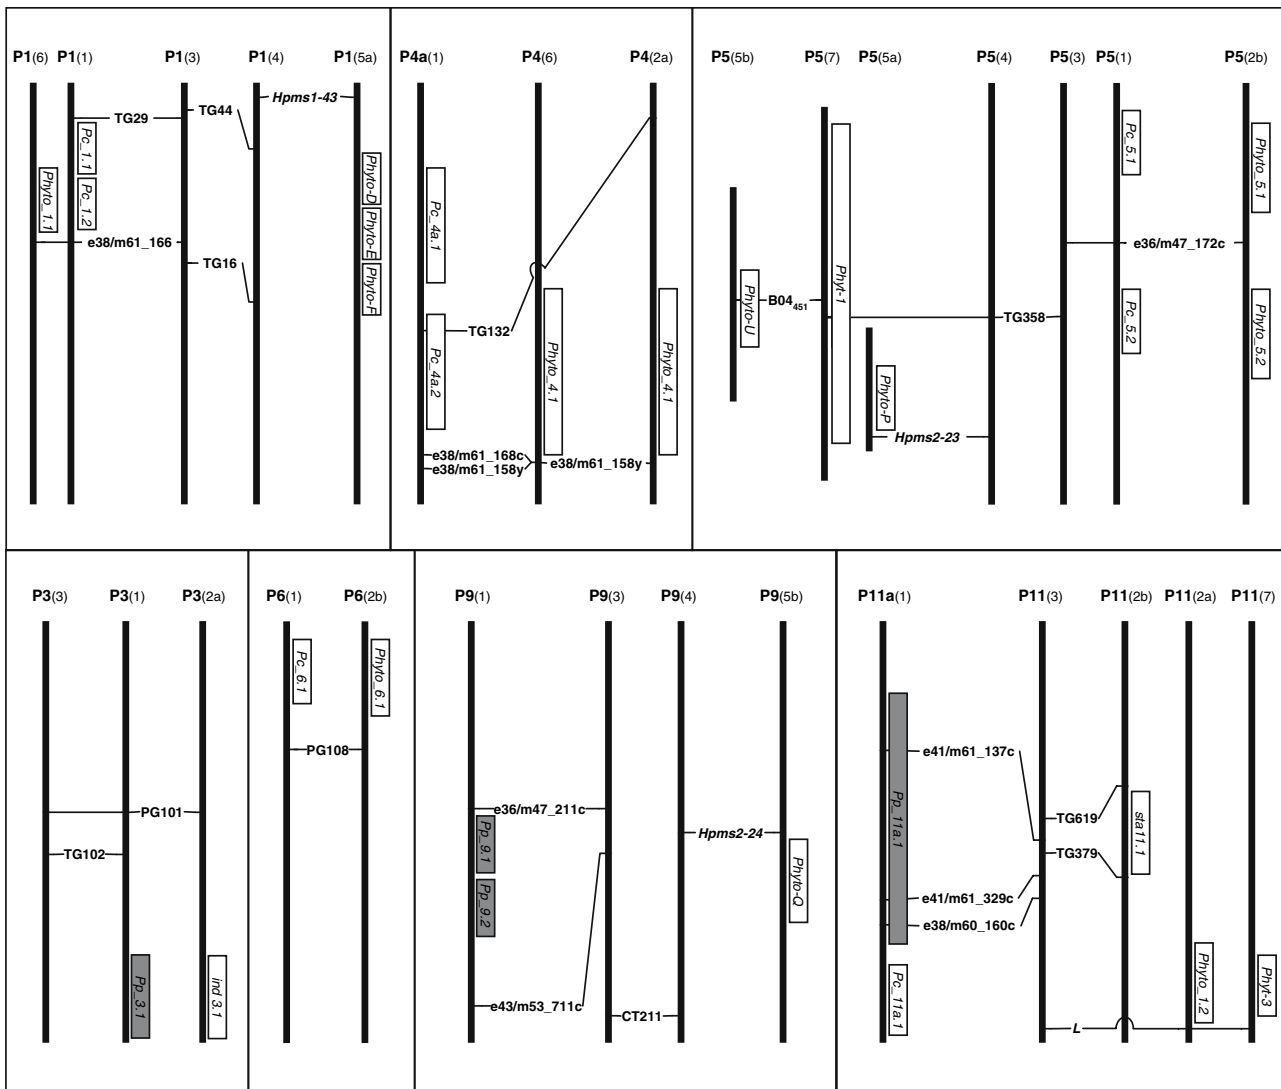 P1(6) P1(1) P1(3) P1(4) P1(5a)
Hpms1-43
TG44
TG29
Pc_1.1
Phyto-D
Phyto_1.1
Pc_1.2
Phyto-E
e38/m61_166
TG16
Phyto-F
P4a(1) P4(6) P4(2a)
Pc_4a.1
TG132
Pc_4a.2
Phyto_4.1
Phyto_4.1
e38/m61_168c
e38/m61_158y
e38/m61_158y
P5(5b) P5(7) P5(5a) P5(4) P5(3) P5(1) P5(2b)
Pc_5.1
Phyto_5.1
e36/m47_172c
Phyt-1
Phyto-U
B04451
TG358
Pc_5.2
Phyto_5.2
Phyto-P
Hpms2-23
P3(3) P3(1) P3(2a)
PG101
TG102
Pp_3.1
ind 3.1
P6(1) P6(2b)
Pc_6.1
Phyto_6.1
PG108
P9(1) P9(3) P9(4) P9(5b)
e36/m47_211c
Hpms2-24
Pp_9.1
Phyto-Q
Pp_9.2
e43/m53_711c
CT211
P11a(1) P11(3) P11(2b) P11(2a) P11(7)
e41/m61_137c
Pp_11a.1
TG619
sta11.1
TG379
e41/m61_329c
e38/m60_160c
Pc_11a.1
Phyto_1.2
Phyt-3
L